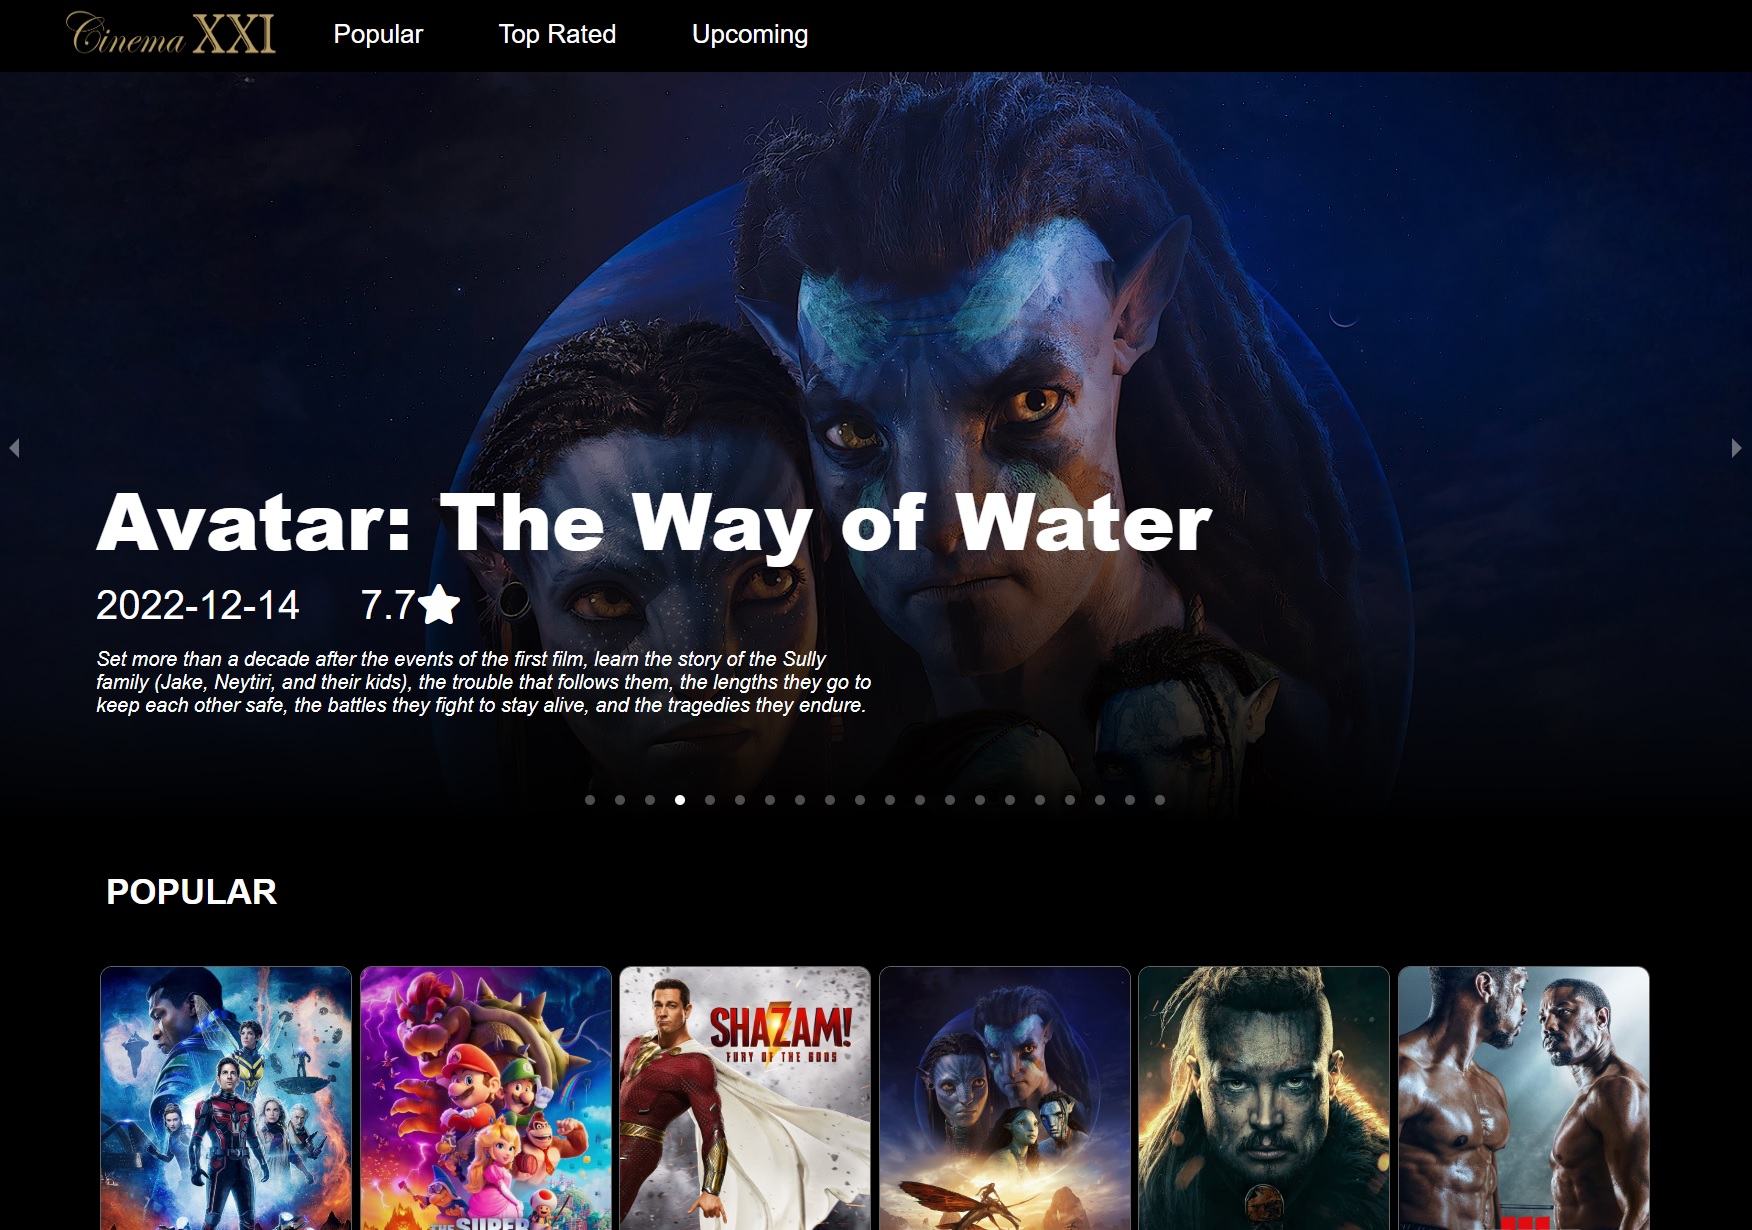 Cinema XXI
Popular
Top Rated
Upcoming
Avatar: The Way of Water
2022-12-14 7.7
Set more than a decade after the events of the first film, learn the story of the Sully
family (Jake, Neytiri, and their kids), the trouble that follows them, the lengths they go to
keep each other safe, the battles they fight to stay alive, and the tragedies they endure.
POPULAR
SHAZAM!
FURY OF THE GODS
THE SUPER